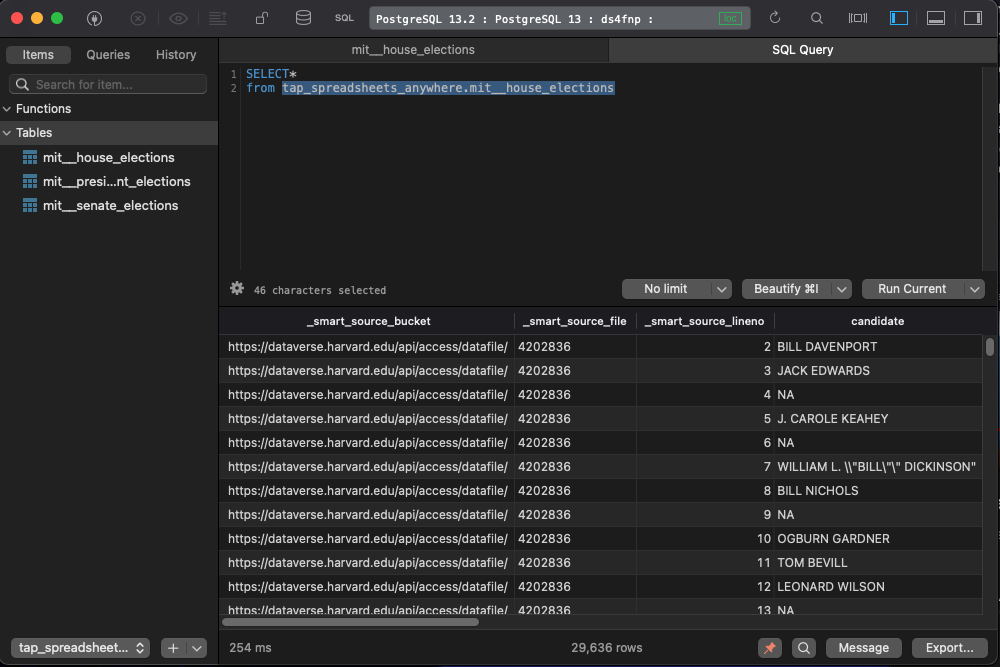 SQL
PostgreSQL 13.2 : PostgreSQL 13 : ds4fnp :
loc
Items Queries History
Search for item...
Functions
Tables
mit__house_elections
mit__presi...nt_elections
mit__senate_elections
mit__house_elections SQL Query
1 SELECT*
2 from tap_spreadsheets_anywhere.mit__house_elections
46 characters selected No limit Beautify ⌘I Run Current
_smart_source_bucket _smart_source_file _smart_source_lineno candidate
https://dataverse.harvard.edu/api/access/datafile/ 4202836 2 BILL DAVENPORT
https://dataverse.harvard.edu/api/access/datafile/ 4202836 3 JACK EDWARDS
https://dataverse.harvard.edu/api/access/datafile/ 4202836 4 NA
https://dataverse.harvard.edu/api/access/datafile/ 4202836 5 J. CAROLE KEAHEY
https://dataverse.harvard.edu/api/access/datafile/ 4202836 6 NA
https://dataverse.harvard.edu/api/access/datafile/ 4202836 7 WILLIAM L. \\"BILL\"\" DICKINSON"
https://dataverse.harvard.edu/api/access/datafile/ 4202836 8 BILL NICHOLS
https://dataverse.harvard.edu/api/access/datafile/ 4202836 9 NA
https://dataverse.harvard.edu/api/access/datafile/ 4202836 10 OGBURN GARDNER
https://dataverse.harvard.edu/api/access/datafile/ 4202836 11 TOM BEVILL
https://dataverse.harvard.edu/api/access/datafile/ 4202836 12 LEONARD WILSON
https://dataverse.harvard.edu/api/access/datafile/ 4202836 13 NA
tap_spreadsheet... + 254 ms 29,636 rows Message Export...